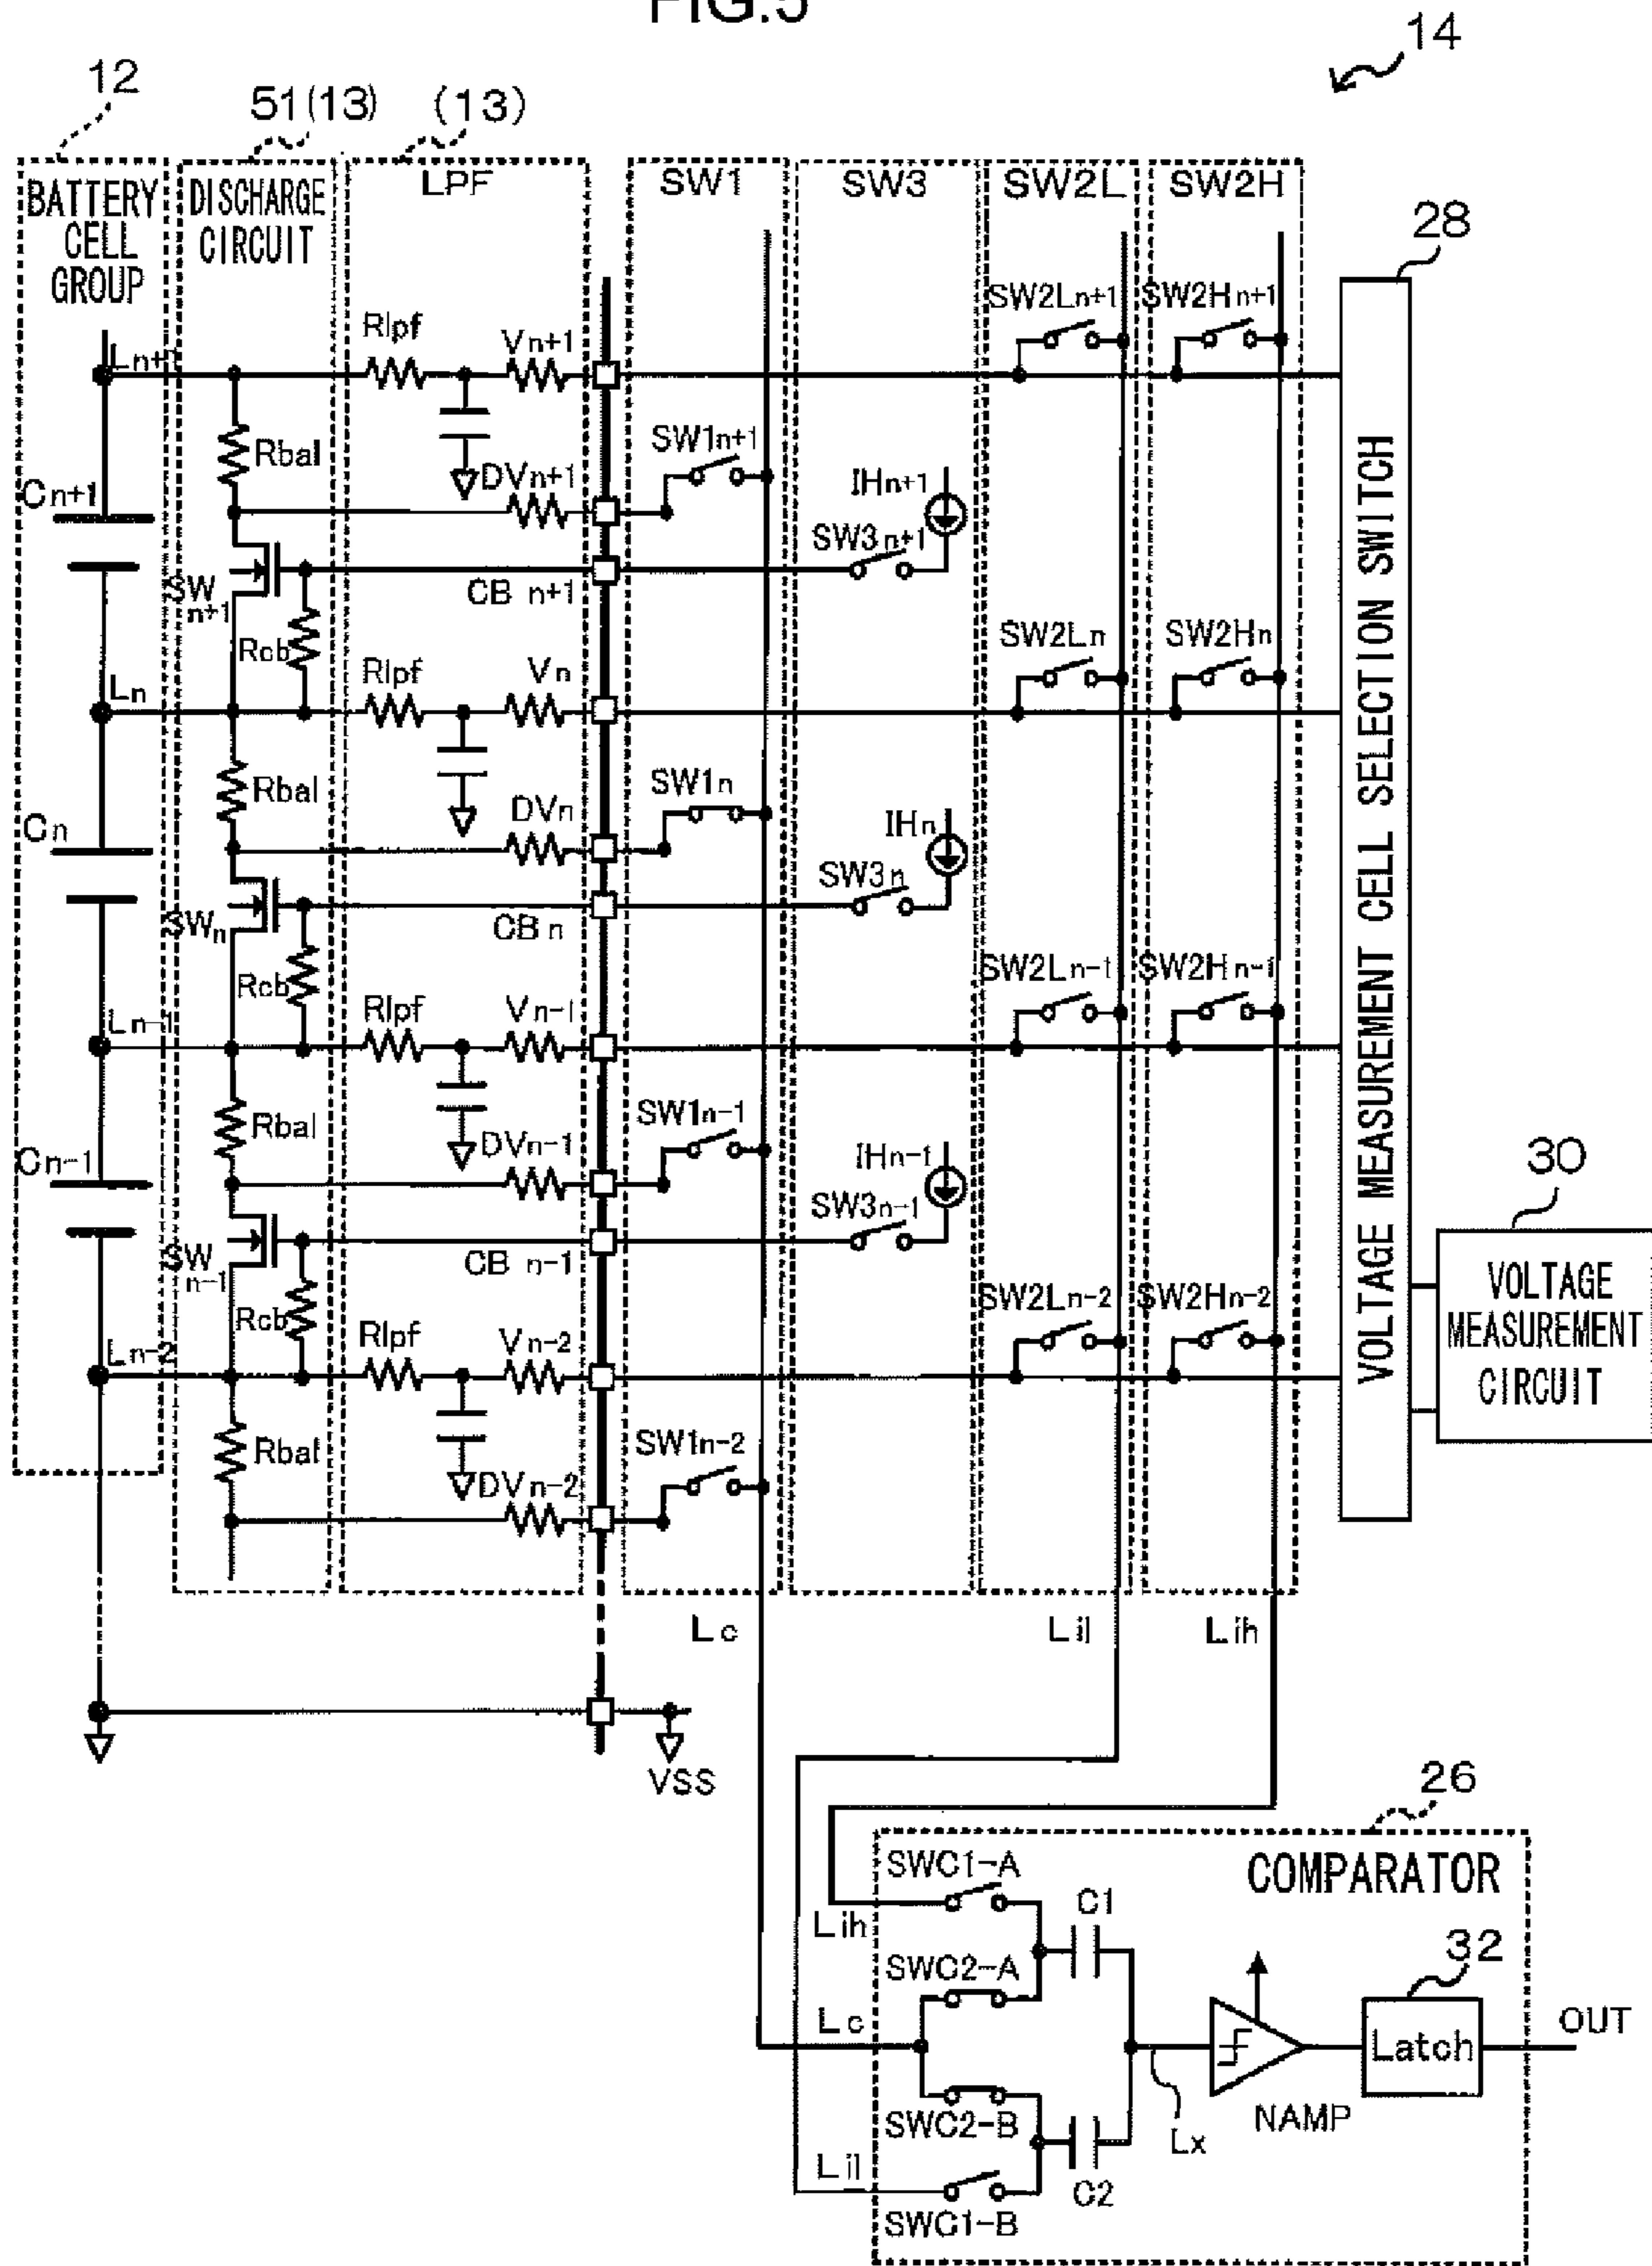 FIG.5
14
12
51(13)
(13)
BATTERY CELL GROUP
DISCHARGE CIRCUIT
LPF
SW1
SW3
SW2L
SW2H
28
Ln+1
Rlpf
Vn+1
SW2Ln+1
SW2Hn+1
Rbal
SW1n+1
Cn+1
DVn+1
IHn+1
SW3n+1
SW n+1
CB n+1
Rcb
SW2Ln
SW2Hn
Ln
Rlpf
Vn
Rbal
SW1n
Cn
DVn
IHn
SW3n
SWn
CB n
Rcb
SW2Ln-1
SW2Hn-1
Ln-1
Rlpf
Vn-1
Rbal
SW1n-1
Cn-1
DVn-1
IHn-1
SW3n-1
SW n-1
CB n-1
Rcb
SW2Ln-2
SW2Hn-2
Ln-2
Rlpf
Vn-2
Rbal
SW1n-2
DVn-2
VOLTAGE MEASUREMENT CELL SELECTION SWITCH
30
VOLTAGE
MEASUREMENT
CIRCUIT
Lc
Lil
Lih
VSS
26
COMPARATOR
SWC1-A
C1
Lih
SWC2-A
32
Lc
Latch
OUT
SWC2-B
NAMP
Lx
Lil
C2
SWC1-B